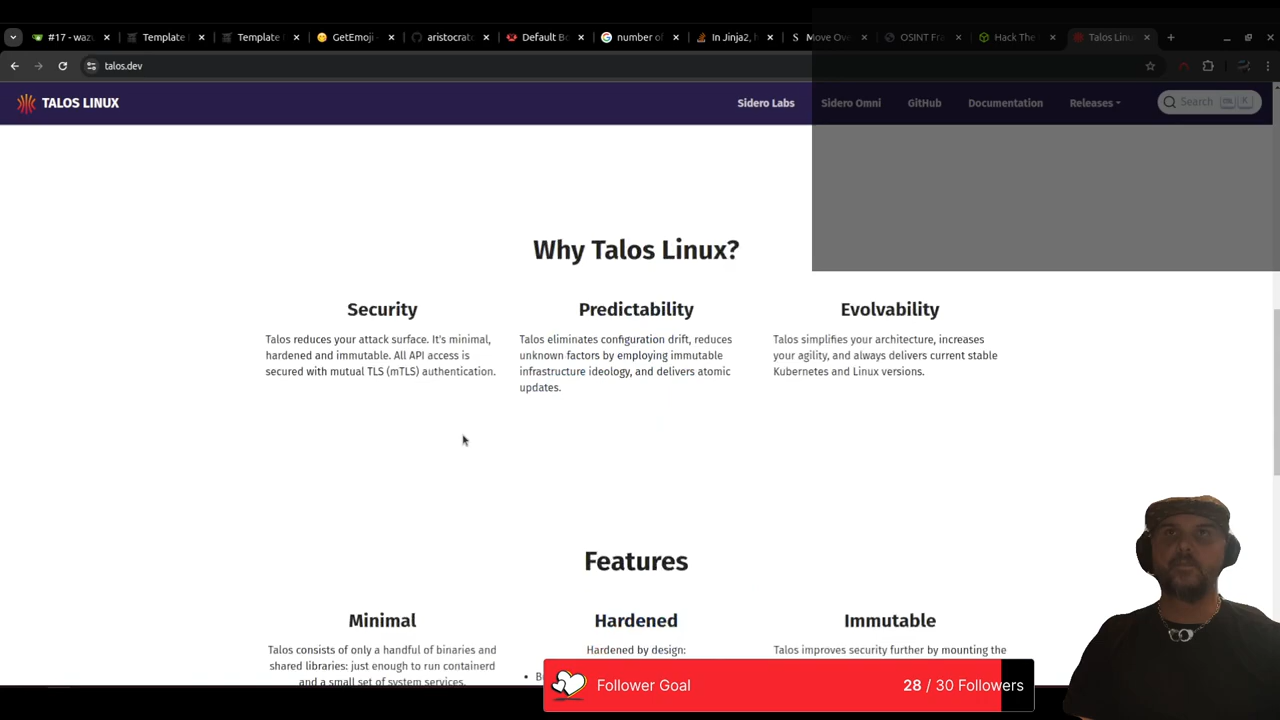 #17 - waz
Template
Template
GetEmoji -
aristoc
Default Bo
number of
In Jinja2,
Move Ove
OSINT Fra
Hack The
Talos Linu
talos.dev
TALOS LINUX
Sidero Labs
Sidero Omni
GitHub
Documentation
Releases
Search
Why Talos Linux?
Security
Talos reduces your attack surface. It's minimal,
hardened and immutable. All API access is
secured with mutual TLS (mTLS) authentication.
Predictability
Talos eliminates configuration drift, reduces
unknown factors by employing immutable
infrastructure ideology, and delivers atomic
updates.
Evolvability
Talos simplifies your architecture, increases
your agility, and always delivers current stable
Kubernetes and Linux versions.
Features
Minimal
Talos consists of only a handful of binaries and
shared libraries: just enough to run containerd
and a small set of system services.
Hardened
Hardened by design:
Immutable
Talos improves security further by mounting the
Follower Goal
28 / 30 Followers